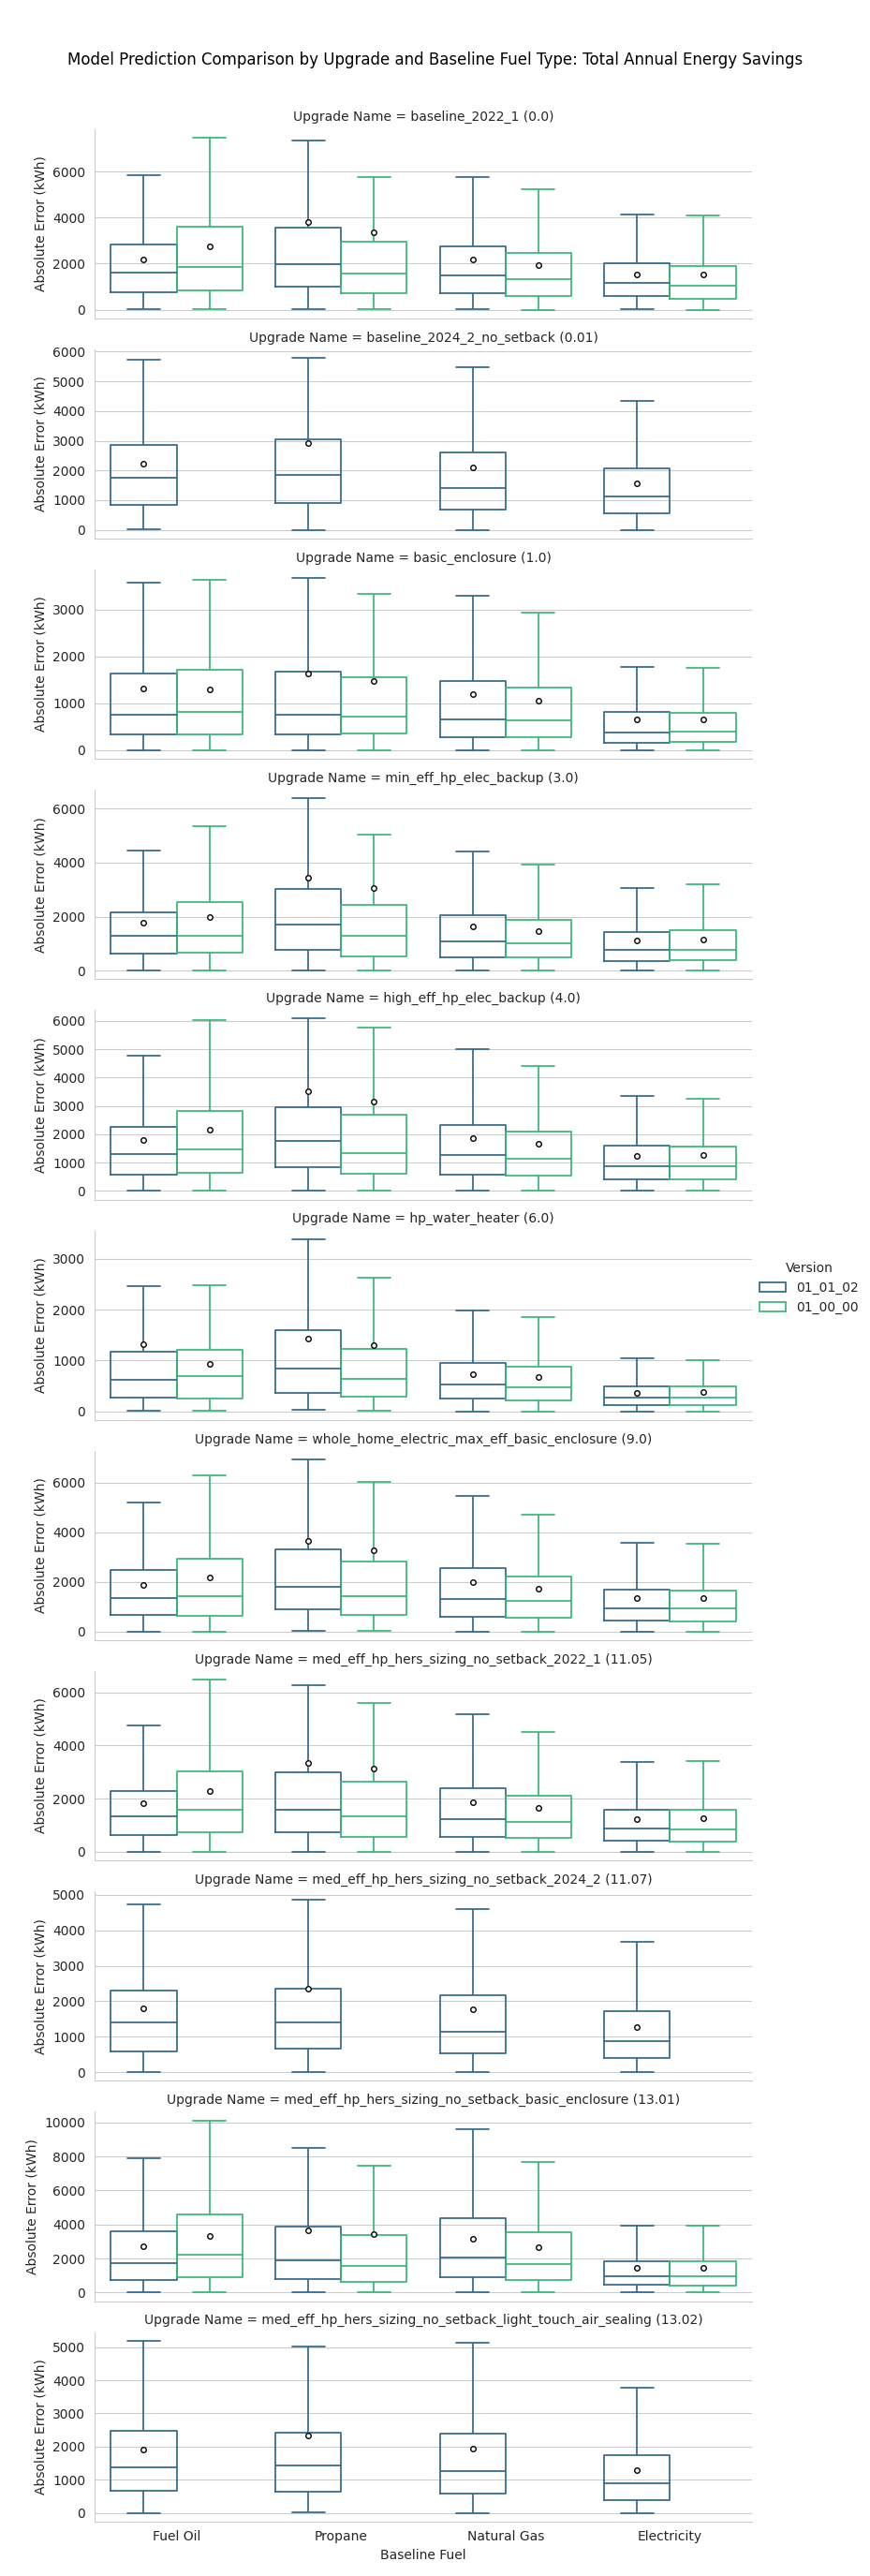 Model Prediction Comparison by Upgrade and Baseline Fuel Type: Total Annual Energy Savings
Upgrade Name = baseline_2022_1 (0.0)
Absolute Error (kWh)
6000
4000
2000
0
Upgrade Name = baseline_2024_2_no_setback (0.01)
Absolute Error (kWh)
6000
5000
4000
3000
2000
1000
0
Upgrade Name = basic_enclosure (1.0)
Absolute Error (kWh)
3000
2000
1000
0
Upgrade Name = min_eff_hp_elec_backup (3.0)
Absolute Error (kWh)
6000
4000
2000
0
Upgrade Name = high_eff_hp_elec_backup (4.0)
Absolute Error (kWh)
6000
5000
4000
3000
2000
1000
0
Upgrade Name = hp_water_heater (6.0)
Absolute Error (kWh)
3000
2000
1000
0
Version
01_01_02
01_00_00
Upgrade Name = whole_home_electric_max_eff_basic_enclosure (9.0)
Absolute Error (kWh)
6000
4000
2000
0
Upgrade Name = med_eff_hp_hers_sizing_no_setback_2022_1 (11.05)
Absolute Error (kWh)
6000
4000
2000
0
Upgrade Name = med_eff_hp_hers_sizing_no_setback_2024_2 (11.07)
Absolute Error (kWh)
5000
4000
3000
2000
1000
0
Upgrade Name = med_eff_hp_hers_sizing_no_setback_basic_enclosure (13.01)
Absolute Error (kWh)
10000
8000
6000
4000
2000
0
Upgrade Name = med_eff_hp_hers_sizing_no_setback_light_touch_air_sealing (13.02)
Absolute Error (kWh)
5000
4000
3000
2000
1000
0
Fuel Oil Propane Natural Gas Electricity
Baseline Fuel